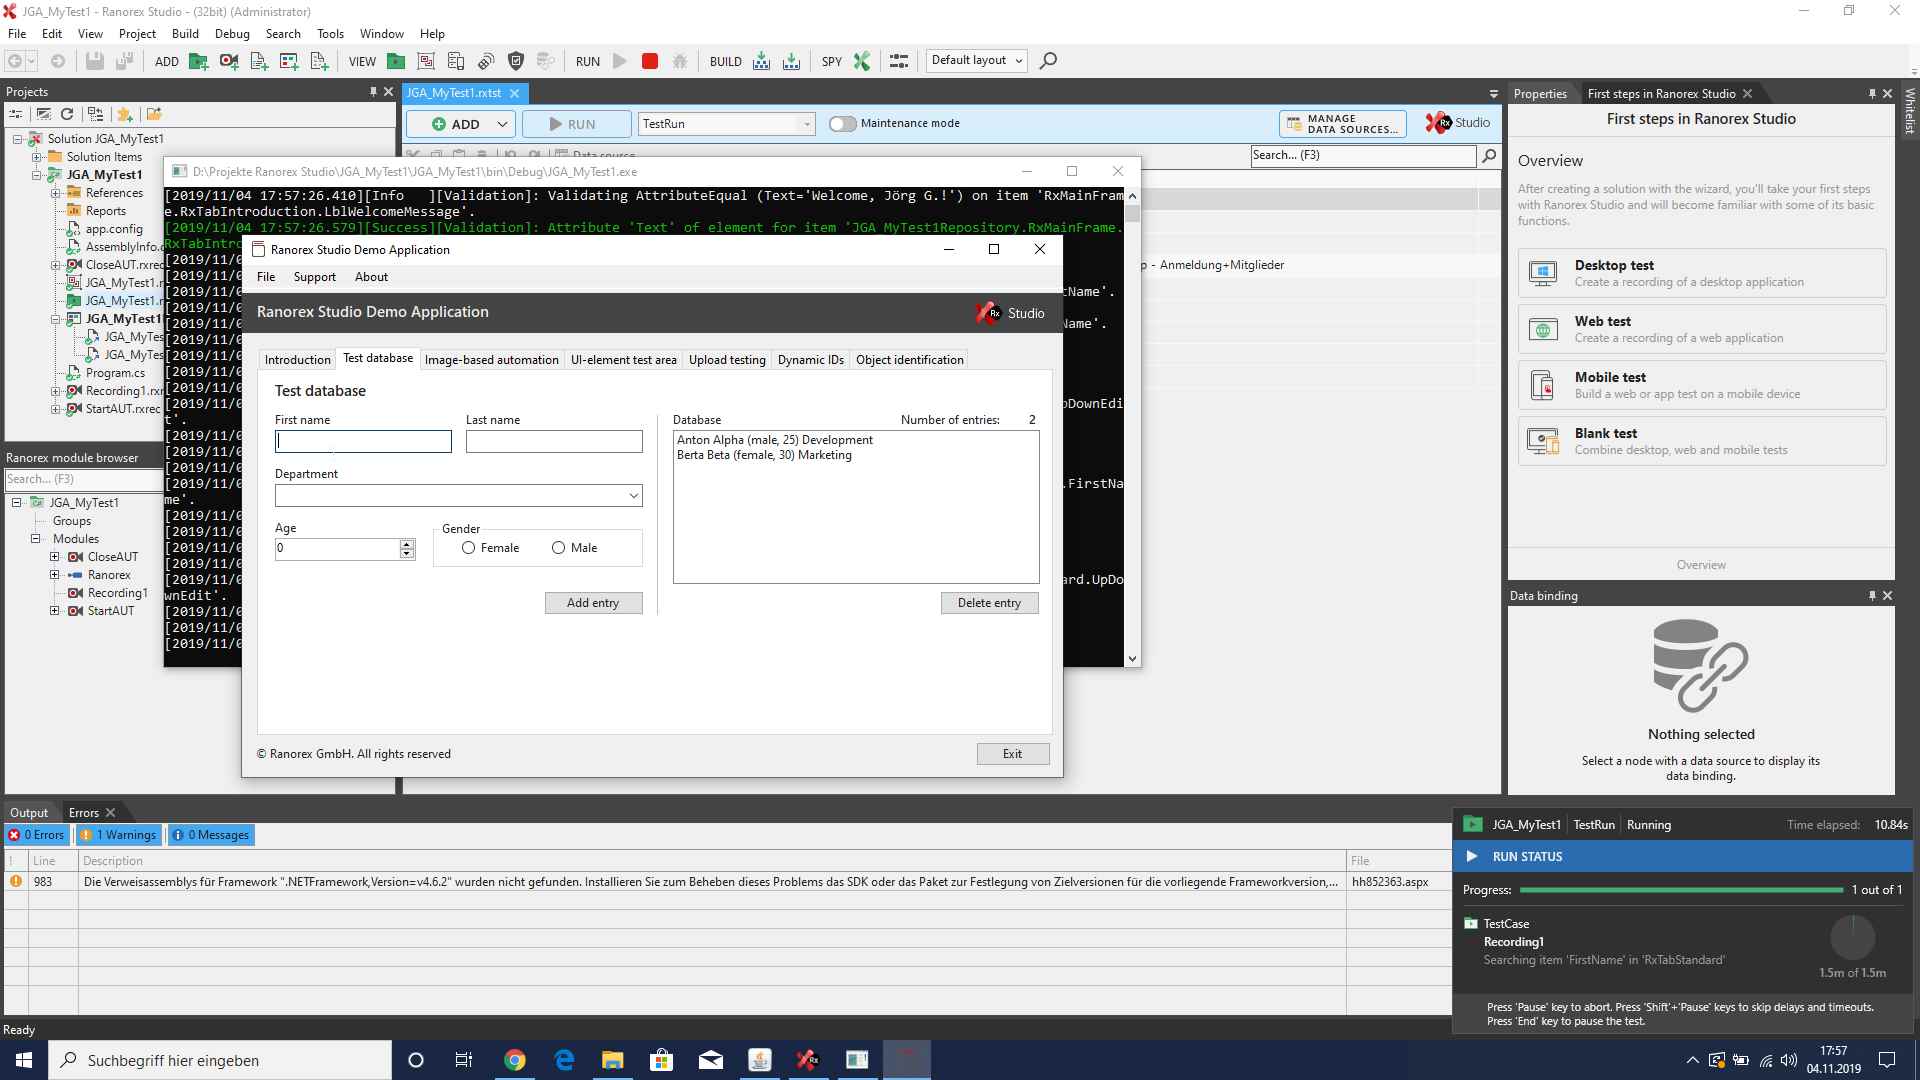 JGA_MyTest1 - Ranorex Studio - (32bit) (Administrator)
File Edit View Project Build Debug Search Tools Window Help
ADD VIEW RUN BUILD SPY Default layout
Projects
Solution JGA_MyTest1
Solution Items
JGA_MyTest1
References
Reports
app.config
AssemblyInfo.c
CloseAUT.rxrec
JGA_MyTest1.r
JGA_MyTest1.r
JGA_MyTest1
JGA_MyTes
JGA_MyTes
Program.cs
Recording1.rxr
StartAUT.rxrec
Ranorex module browser
Search... (F3)
JGA_MyTest1
Groups
Modules
CloseAUT
Ranorex
Recording1
StartAUT
JGA_MyTest1.rxtst
ADD RUN TestRun Maintenance mode MANAGE DATA SOURCES... Studio
Data source
Search... (F3)
p - Anmeldung+Mitglieder
D:\Projekte Ranorex Studio\JGA_MyTest1\JGA_MyTest1\bin\Debug\JGA_MyTest1.exe
[2019/11/04 17:57:26.410][Info   ][Validation]: Validating AttributeEqual (Text='Welcome, Jörg G.!') on item 'RxMainFram
e.RxTabIntroduction.LblWelcomeMessage'.
[2019/11/04 17:57:26.579][Success][Validation]: Attribute 'Text' of element for item 'JGA_MyTest1Repository.RxMainFrame.
RxTabIntro
[2019/11/0
[2019/11/0
[2019/11/0 tName'.
[2019/11/0
[2019/11/0 Name'.
[2019/11/0
[2019/11/0
[2019/11/0
[2019/11/0
[2019/11/0 pDownEdi
t'.
[2019/11/0
[2019/11/0
[2019/11/0
[2019/11/0 .FirstNa
me'.
[2019/11/0
[2019/11/0
[2019/11/0
[2019/11/0
[2019/11/0 ard.UpDo
wnEdit'.
[2019/11/0
[2019/11/0
[2019/11/0
Ranorex Studio Demo Application
File Support About
Ranorex Studio Demo Application Rx Studio
Introduction Test database Image-based automation UI-element test area Upload testing Dynamic IDs Object identification
Test database
First name Last name
Department
Age
0
Gender
Female Male
Add entry
Database Number of entries: 2
Anton Alpha (male, 25) Development
Berta Beta (female, 30) Marketing
Delete entry
© Ranorex GmbH. All rights reserved
Exit
Properties First steps in Ranorex Studio
Whitelist
First steps in Ranorex Studio
Overview
After creating a solution with the wizard, you'll take your first steps
with Ranorex Studio and will become familiar with some of its basic
functions.
Desktop test
Create a recording of a desktop application
Web test
Create a recording of a web application
Mobile test
Build a web or app test on a mobile device
Blank test
Combine desktop, web and mobile tests
Overview
Data binding
Nothing selected
Select a node with a data source to display its
data binding.
Output Errors
0 Errors 1 Warnings 0 Messages
! Line Description File
983 Die Verweisassemblys für Framework ".NETFramework,Version=v4.6.2" wurden nicht gefunden. Installieren Sie zum Beheben dieses Problems das SDK oder das Paket zur Festlegung von Zielversionen für die vorliegende Frameworkversion,... hh852363.aspx
JGA_MyTest1 TestRun Running Time elapsed: 10.84s
RUN STATUS
Progress: 1 out of 1
TestCase
Recording1
Searching item 'FirstName' in 'RxTabStandard'
1.5m of 1.5m
Press 'Pause' key to abort. Press 'Shift'+'Pause' keys to skip delays and timeouts.
Press 'End' key to pause the test.
Ready
Suchbegriff hier eingeben
17:57
04.11.2019